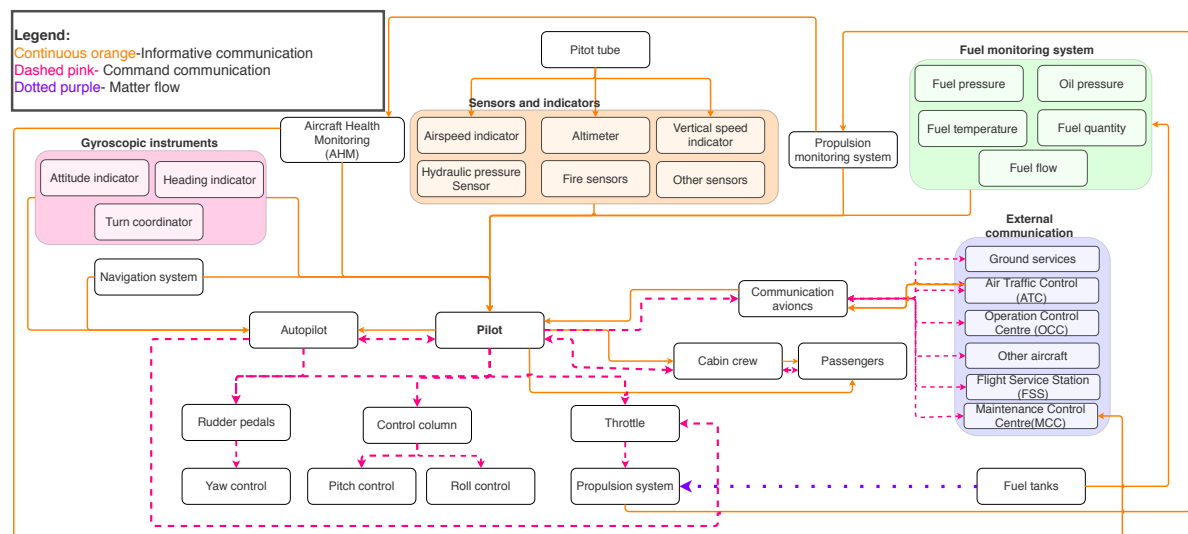 Legend:
Continuous orange-Informative communication
Dashed pink- Command communication
Dotted purple- Matter flow
Pitot tube
Fuel monitoring system
Fuel pressure
Oil pressure
Fuel temperature
Fuel quantity
Fuel flow
Sensors and indicators
Airspeed indicator
Altimeter
Vertical speed
indicator
Hydraulic pressure
Sensor
Fire sensors
Other sensors
Aircraft Health
Monitoring
(AHM)
Propulsion
monitoring system
Gyroscopic instruments
Attitude indicator
Heading indicator
Turn coordinator
External
communication
Ground services
Air Traffic Control
(ATC)
Operation Control
Centre (OCC)
Other aircraft
Flight Service Station
(FSS)
Maintenance Control
Centre(MCC)
Navigation system
Communication
avioncs
Autopilot
Pilot
Cabin crew
Passengers
Rudder pedals
Control column
Throttle
Yaw control
Pitch control
Roll control
Propulsion system
Fuel tanks